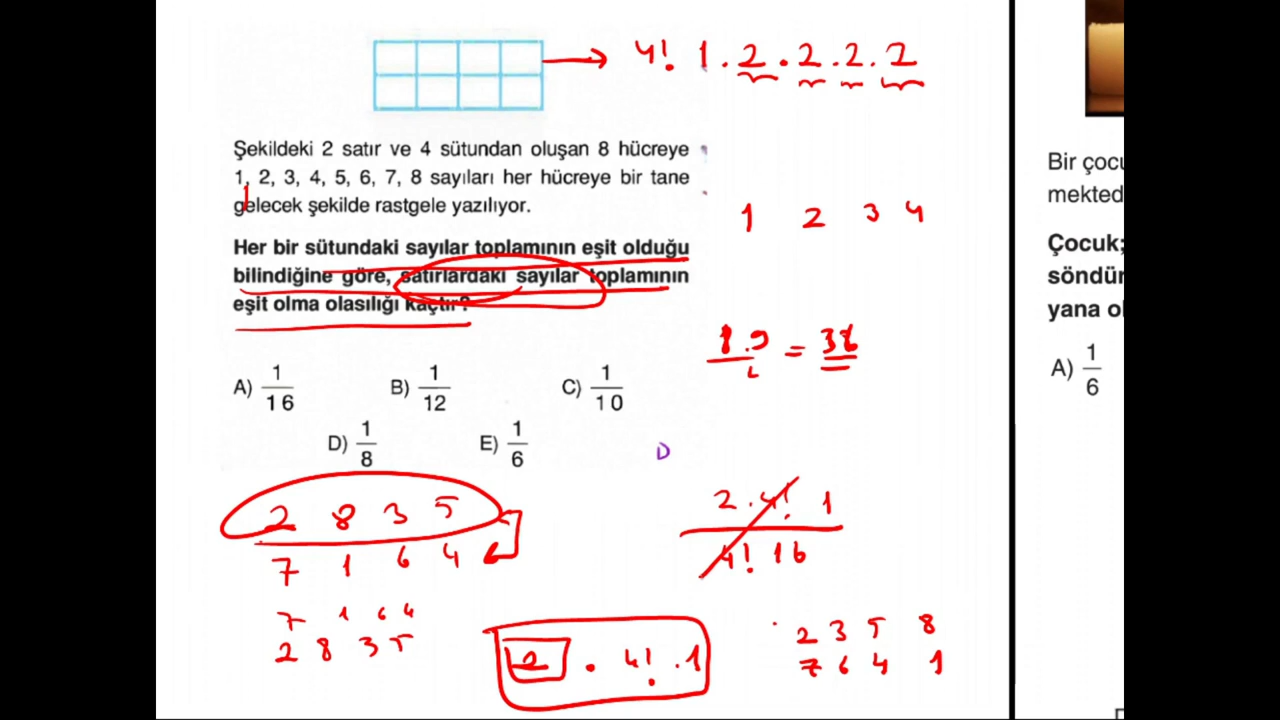 4! 1 . 2 . 2 . 2 . 2
Şekildeki 2 satır ve 4 sütundan oluşan 8 hücreye
1, 2, 3, 4, 5, 6, 7, 8 sayıları her hücreye bir tane
gelecek şekilde rastgele yazılıyor.
Her bir sütundaki sayılar toplamının eşit olduğu
bilindiğine göre, satırlardaki sayılar toplamının
eşit olma olasılığı kaçtır?
A) 1/16 B) 1/12 C) 1/10
D) 1/8 E) 1/6
D
1 2 3 4
2 8 3 5
7 1 6 4
7 1 6 4
2 8 3 5
2 . 4! 1
4! 16
2 . 4! . 1
2 3 5 8
7 6 4 1
Bir çocu
mekted
Çocuk;
söndür
yana ol
A) 1/6